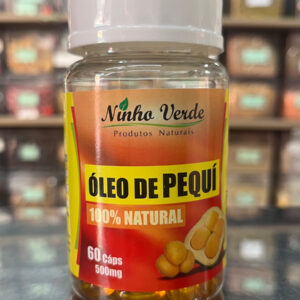 Ninho Verde
Produtos Naturais
ÓLEO DE PEQUÍ
100% NATURAL
60 Cáps
500mg